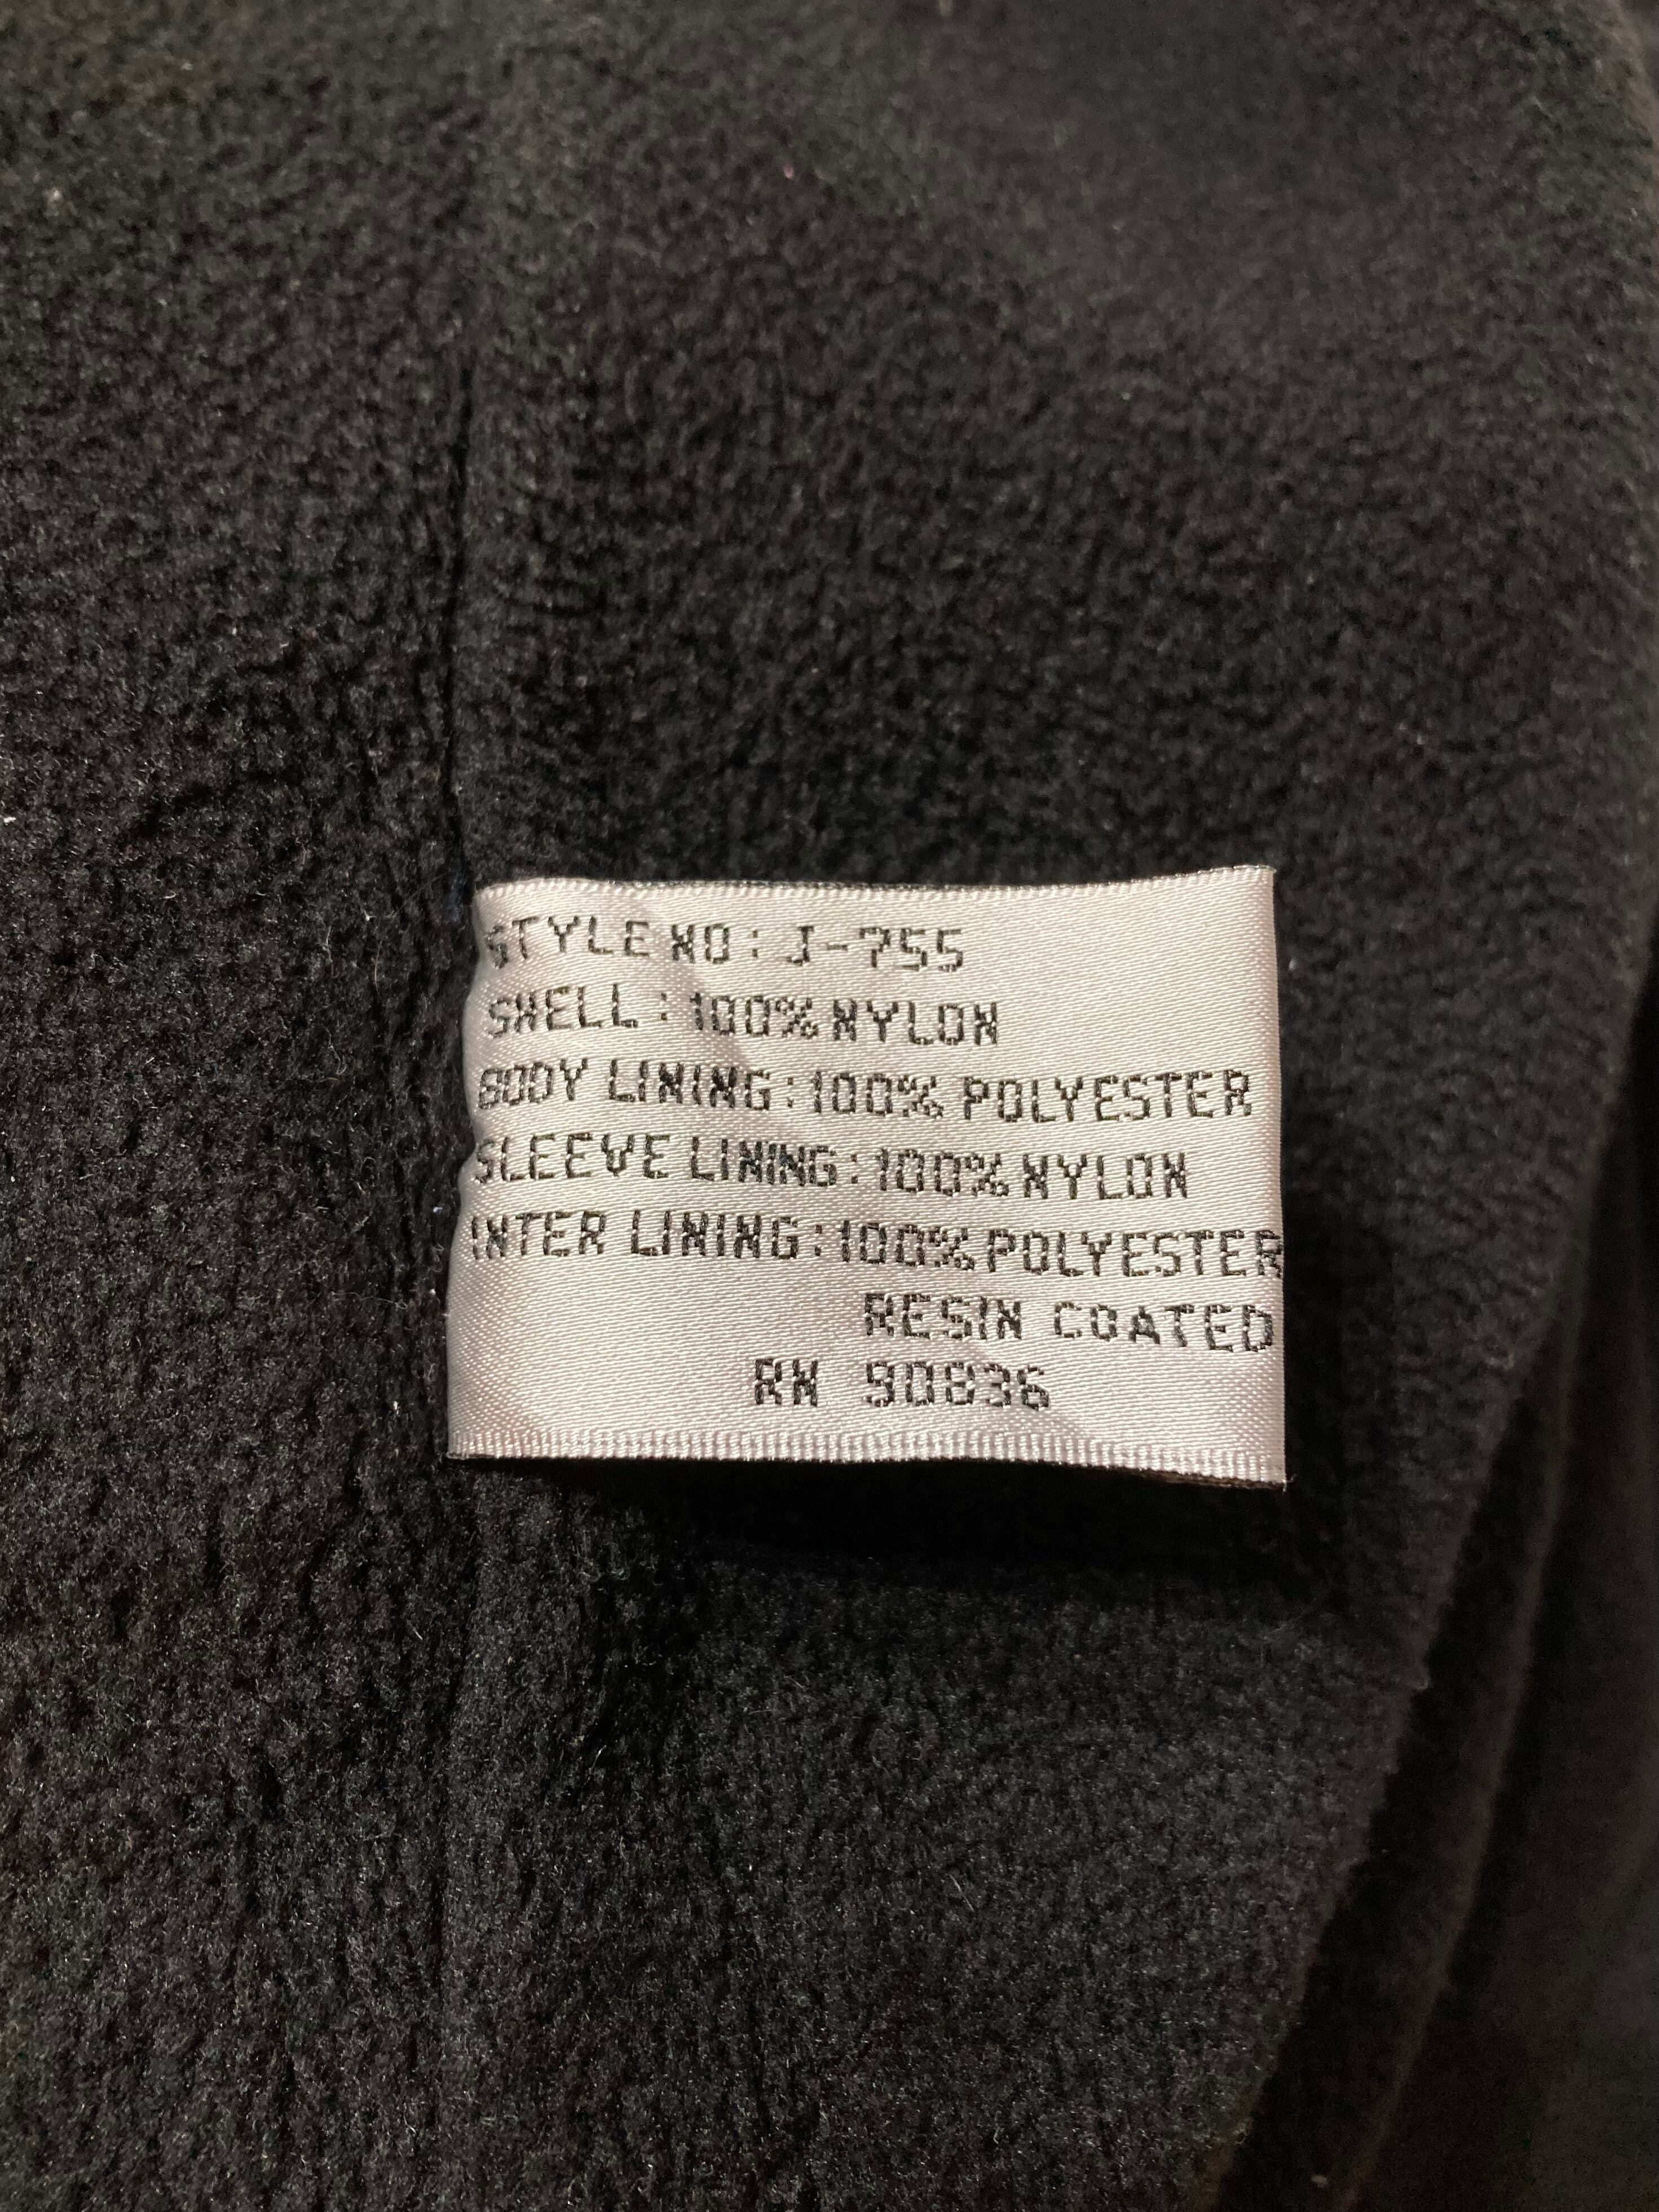 STYLE NO: J-755
SHELL: 100% NYLON
BODY LINING: 100% POLYESTER
SLEEVE LINING: 100% NYLON
INTER LINING: 100% POLYESTER
RESIN COATED
RN 90836